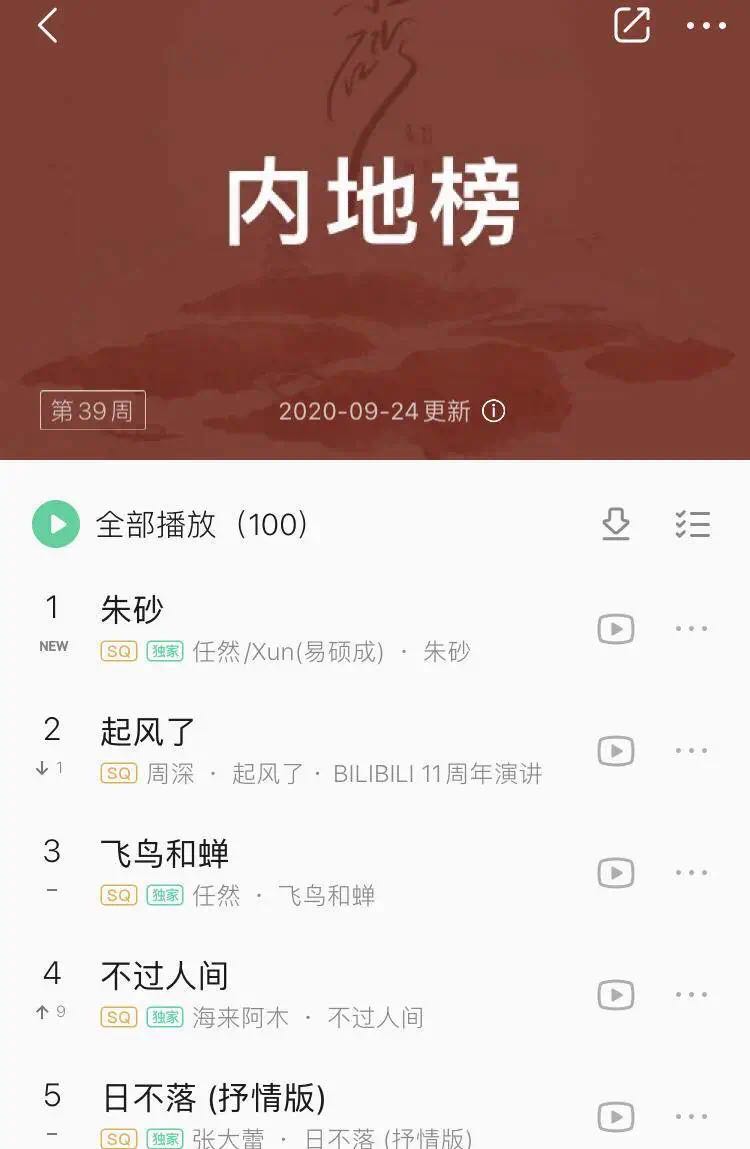 朱砂
内地榜
第39周 2020-09-24更新
全部播放（100）
1 朱砂
NEW SQ 独家 任然/Xun(易硕成) · 朱砂
2 起风了
↓ 1 SQ 周深 · 起风了 · BILIBILI 11周年演讲
3 飞鸟和蝉
– SQ 独家 任然 · 飞鸟和蝉
4 不过人间
↑ 9 SQ 独家 海来阿木 · 不过人间
5 日不落 (抒情版)
– SQ 独家 张大蕾 · 日不落 (抒情版)